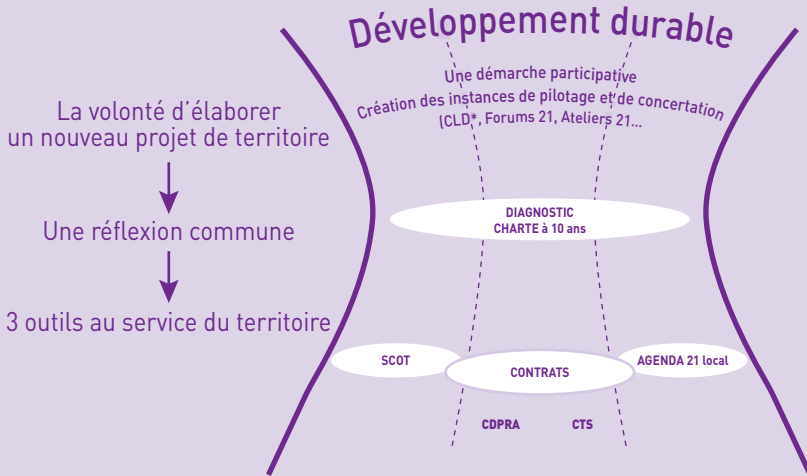 Développement durable
Une démarche participative
Création des instances de pilotage et de concertation
(CLD*, Forums 21, Ateliers 21...
La volonté d'élaborer
un nouveau projet de territoire
Une réflexion commune
3 outils au service du territoire
DIAGNOSTIC
CHARTE à 10 ans
SCOT
CONTRATS
AGENDA 21 local
CDPRA
CTS